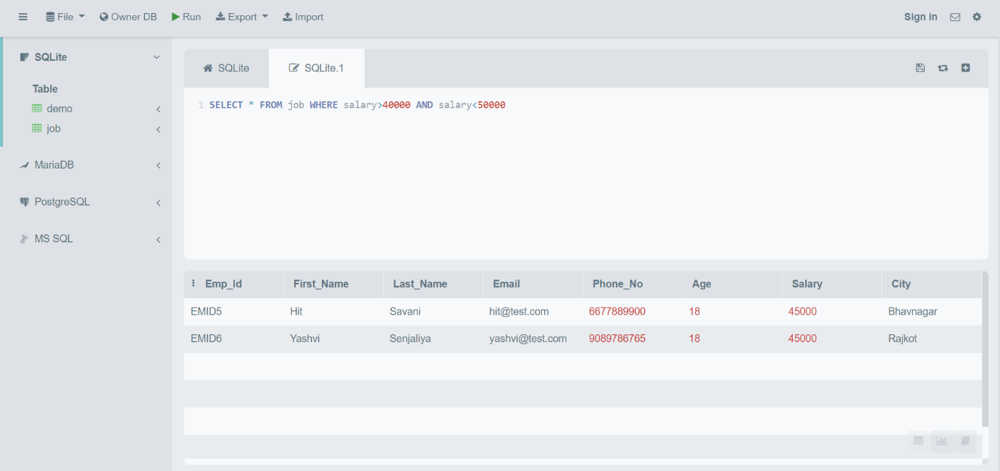 File Owner DB Run Export Import Sign in
SQLite
Table
demo
job
MariaDB
PostgreSQL
MS SQL
SQLite SQLite.1
1 SELECT * FROM job WHERE salary>40000 AND salary<50000
Emp_Id First_Name Last_Name Email Phone_No Age Salary City
EMID5 Hit Savani hit@test.com 6677889900 18 45000 Bhavnagar
EMID6 Yashvi Senjaliya yashvi@test.com 9089786765 18 45000 Rajkot